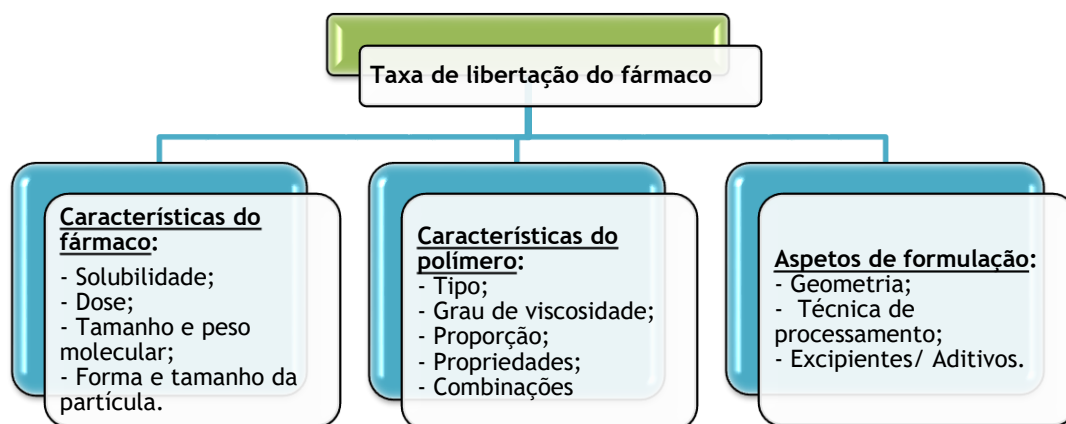 Taxa de libertação do fármaco
Características do
fármaco:
- Solubilidade;
- Dose;
- Tamanho e peso
molecular;
- Forma e tamanho da
partícula.
Características do
polímero:
- Tipo;
- Grau de viscosidade;
- Proporção;
- Propriedades;
- Combinações
Aspetos de formulação:
- Geometria;
- Técnica de
processamento;
- Excipientes/ Aditivos.